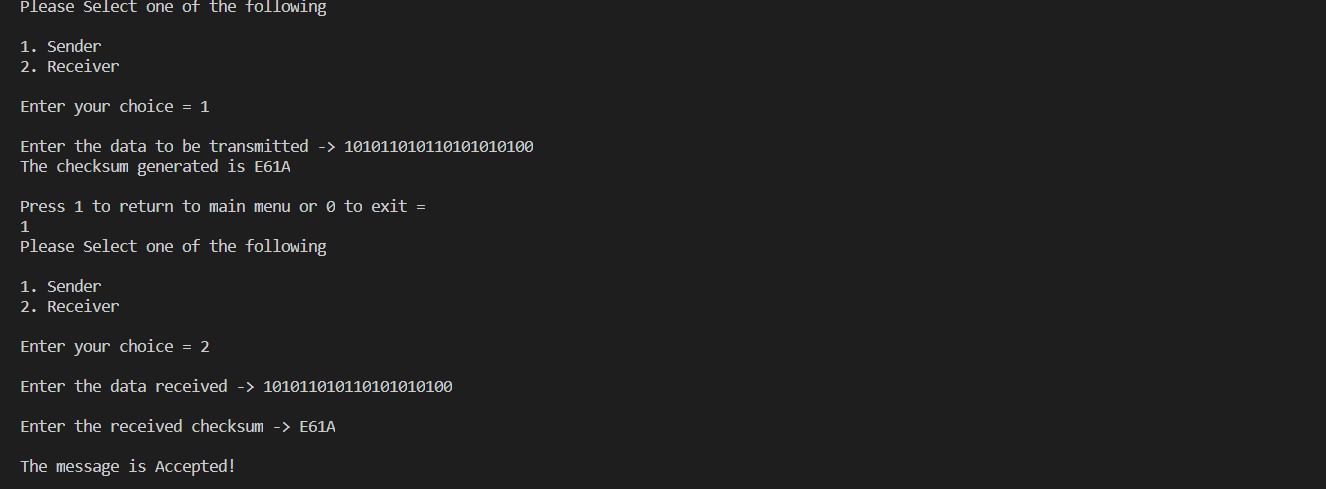 Please Select one of the following
1. Sender
2. Receiver
Enter your choice = 1
Enter the data to be transmitted -> 101011010110101010100
The checksum generated is E61A
Press 1 to return to main menu or 0 to exit =
1
Please Select one of the following
1. Sender
2. Receiver
Enter your choice = 2
Enter the data received -> 101011010110101010100
Enter the received checksum -> E61A
The message is Accepted!